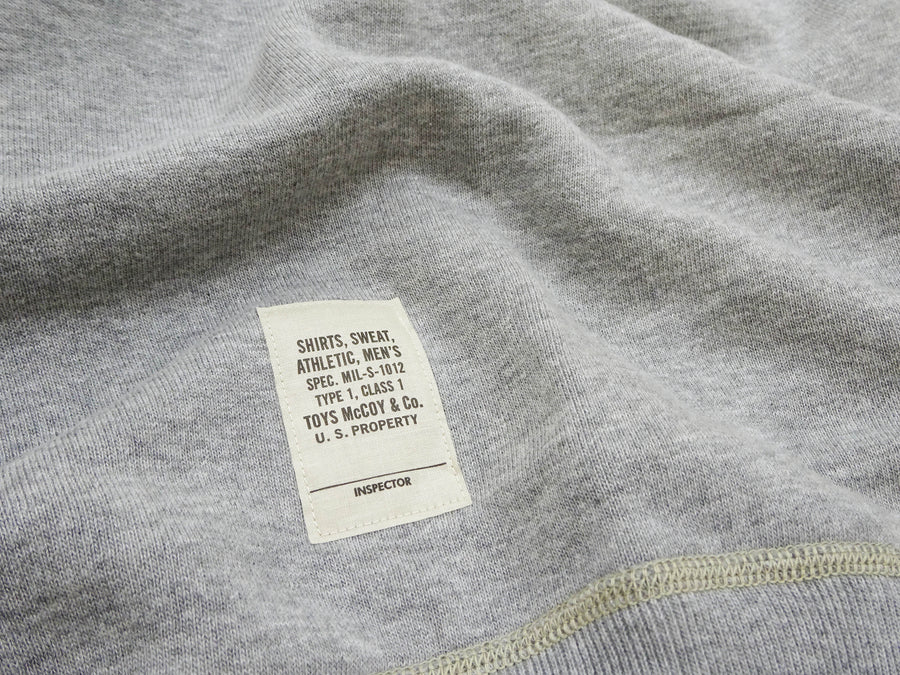 SHIRTS, SWEAT,
ATHLETIC, MEN'S
SPEC. MIL-S-1012
TYPE 1, CLASS 1
TOYS McCOY & Co.
U. S. PROPERTY
INSPECTOR